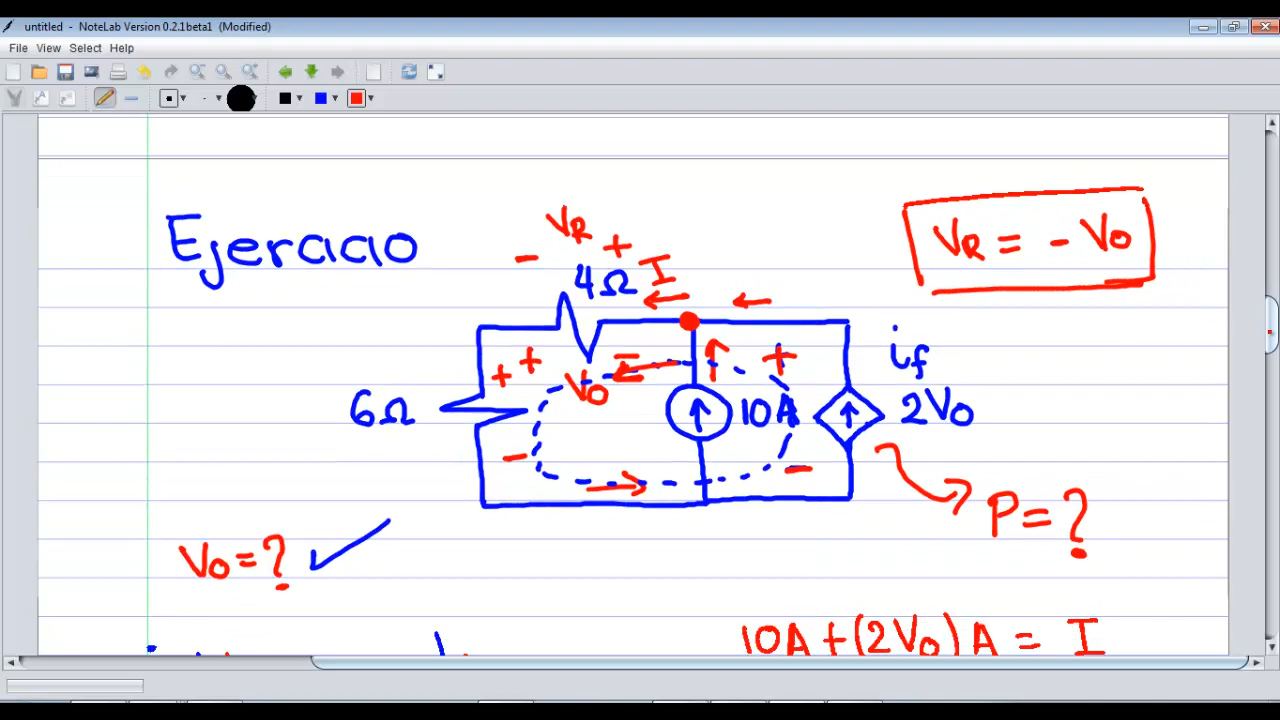 untitled - NoteLab Version 0.2.1beta1 (Modified)
File View Select Help
Ejercicio
VR
- +
4Ω I
VR = - Vo
+ + - +
Vo
if
6Ω
10A
2Vo
- -
P = ?
Vo = ? ✓
10A + (2Vo) A = I